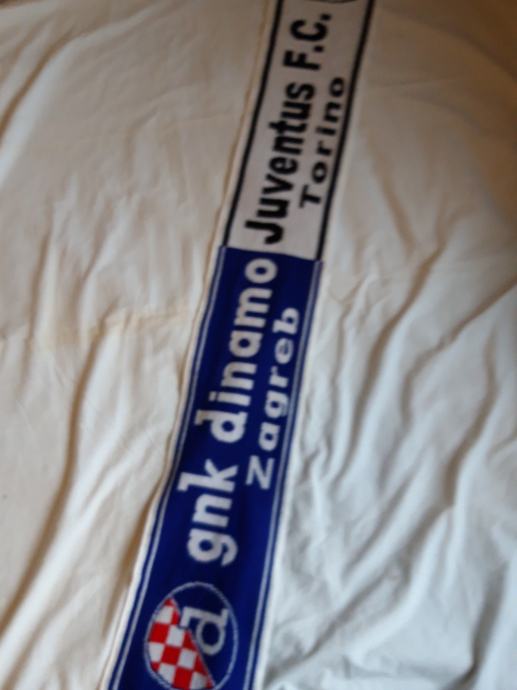 gnk dinamo
Zagreb
Juventus F.C.
Torino
d